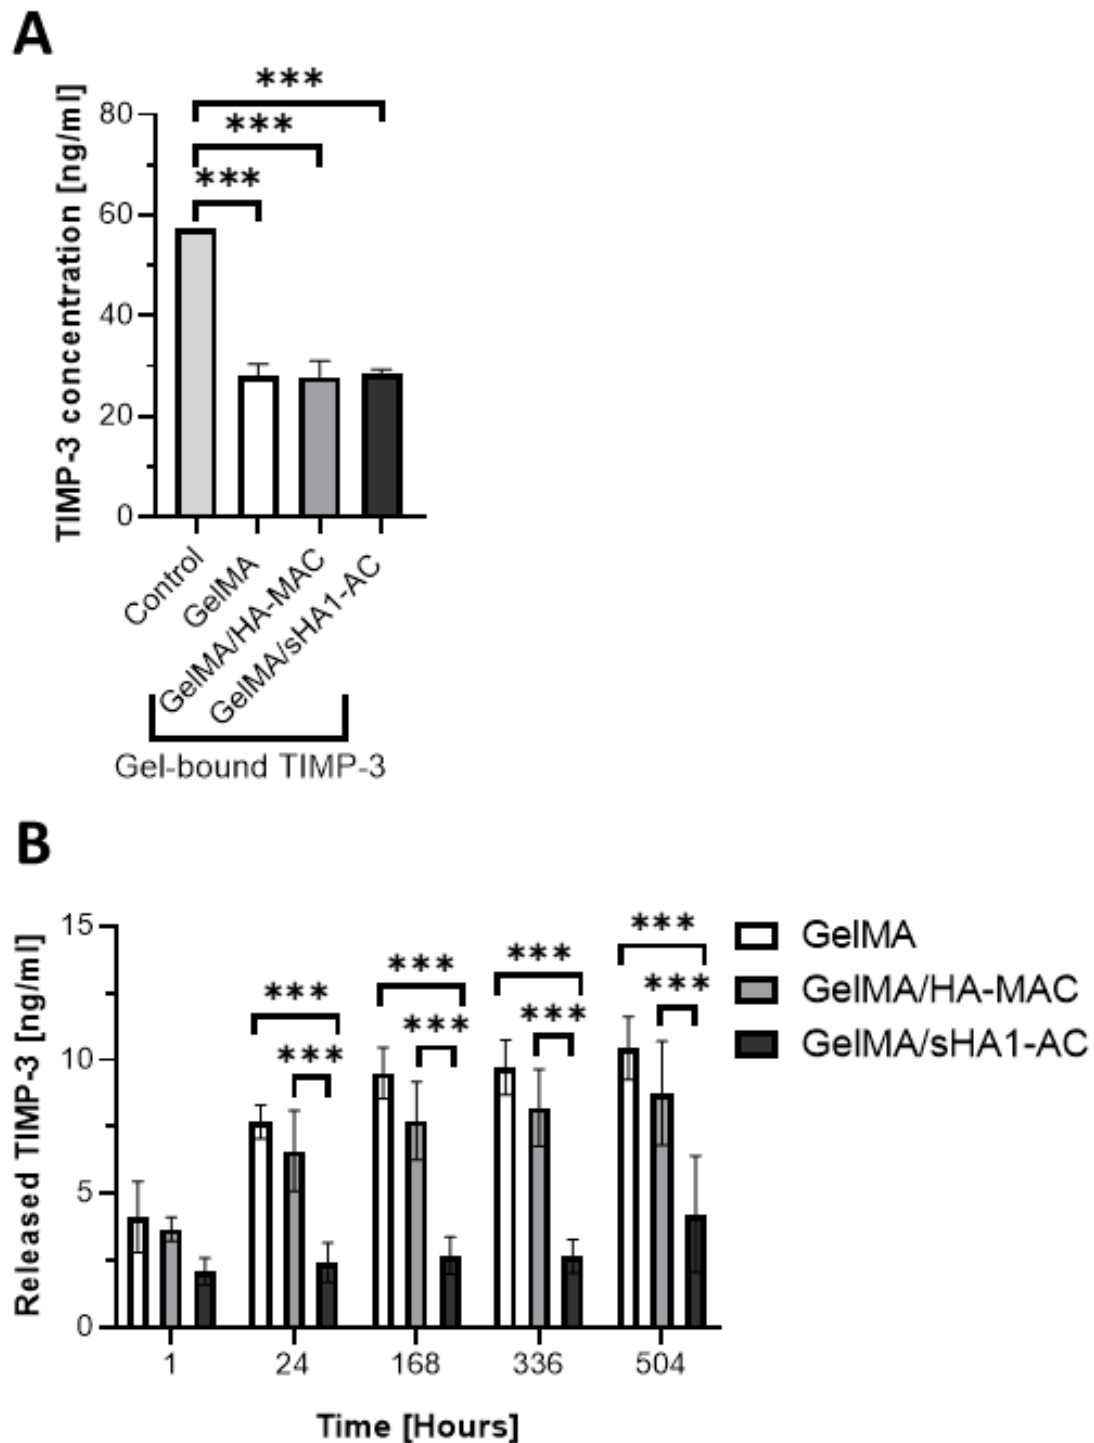 A
***
***
***
TIMP-3 concentration [ng/ml]
80
60
40
20
0
Control
GelMA
GelMA/HA-MAC
GelMA/sHA1-AC
Gel-bound TIMP-3
B
Released TIMP-3 [ng/ml]
15
10
5
0
***
***
***
***
***
***
***
***
GelMA
GelMA/HA-MAC
GelMA/sHA1-AC
1 24 168 336 504
Time [Hours]